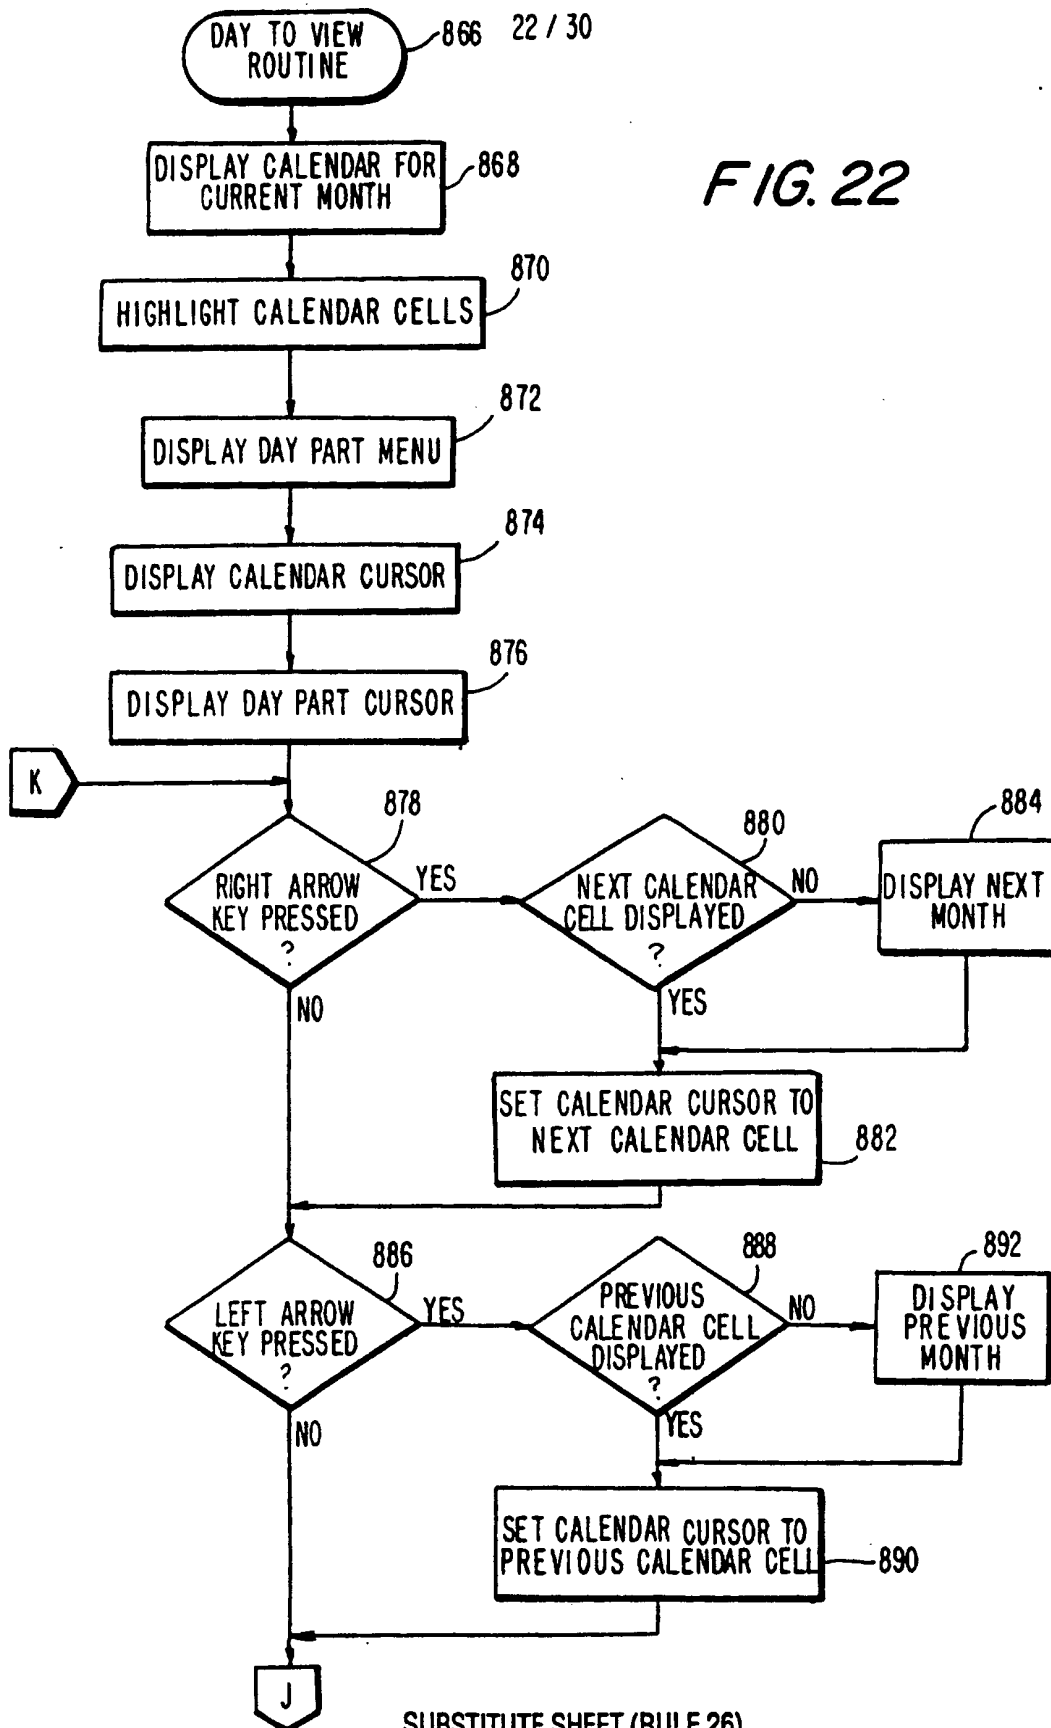 DAY TO VIEW
ROUTINE
866
22 / 30
DISPLAY CALENDAR FOR
CURRENT MONTH
868
FIG. 22
870
HIGHLIGHT CALENDAR CELLS
872
DISPLAY DAY PART MENU
874
DISPLAY CALENDAR CURSOR
876
DISPLAY DAY PART CURSOR
K
878
RIGHT ARROW
KEY PRESSED
?
YES
NO
880
NEXT CALENDAR
CELL DISPLAYED
?
NO
YES
884
DISPLAY NEXT
MONTH
SET CALENDAR CURSOR TO
NEXT CALENDAR CELL
882
886
LEFT ARROW
KEY PRESSED
?
YES
NO
888
PREVIOUS
CALENDAR CELL
DISPLAYED
?
NO
YES
892
DISPLAY
PREVIOUS
MONTH
SET CALENDAR CURSOR TO
PREVIOUS CALENDAR CELL
890
J
SUBSTITUTE SHEET (RULE 26)